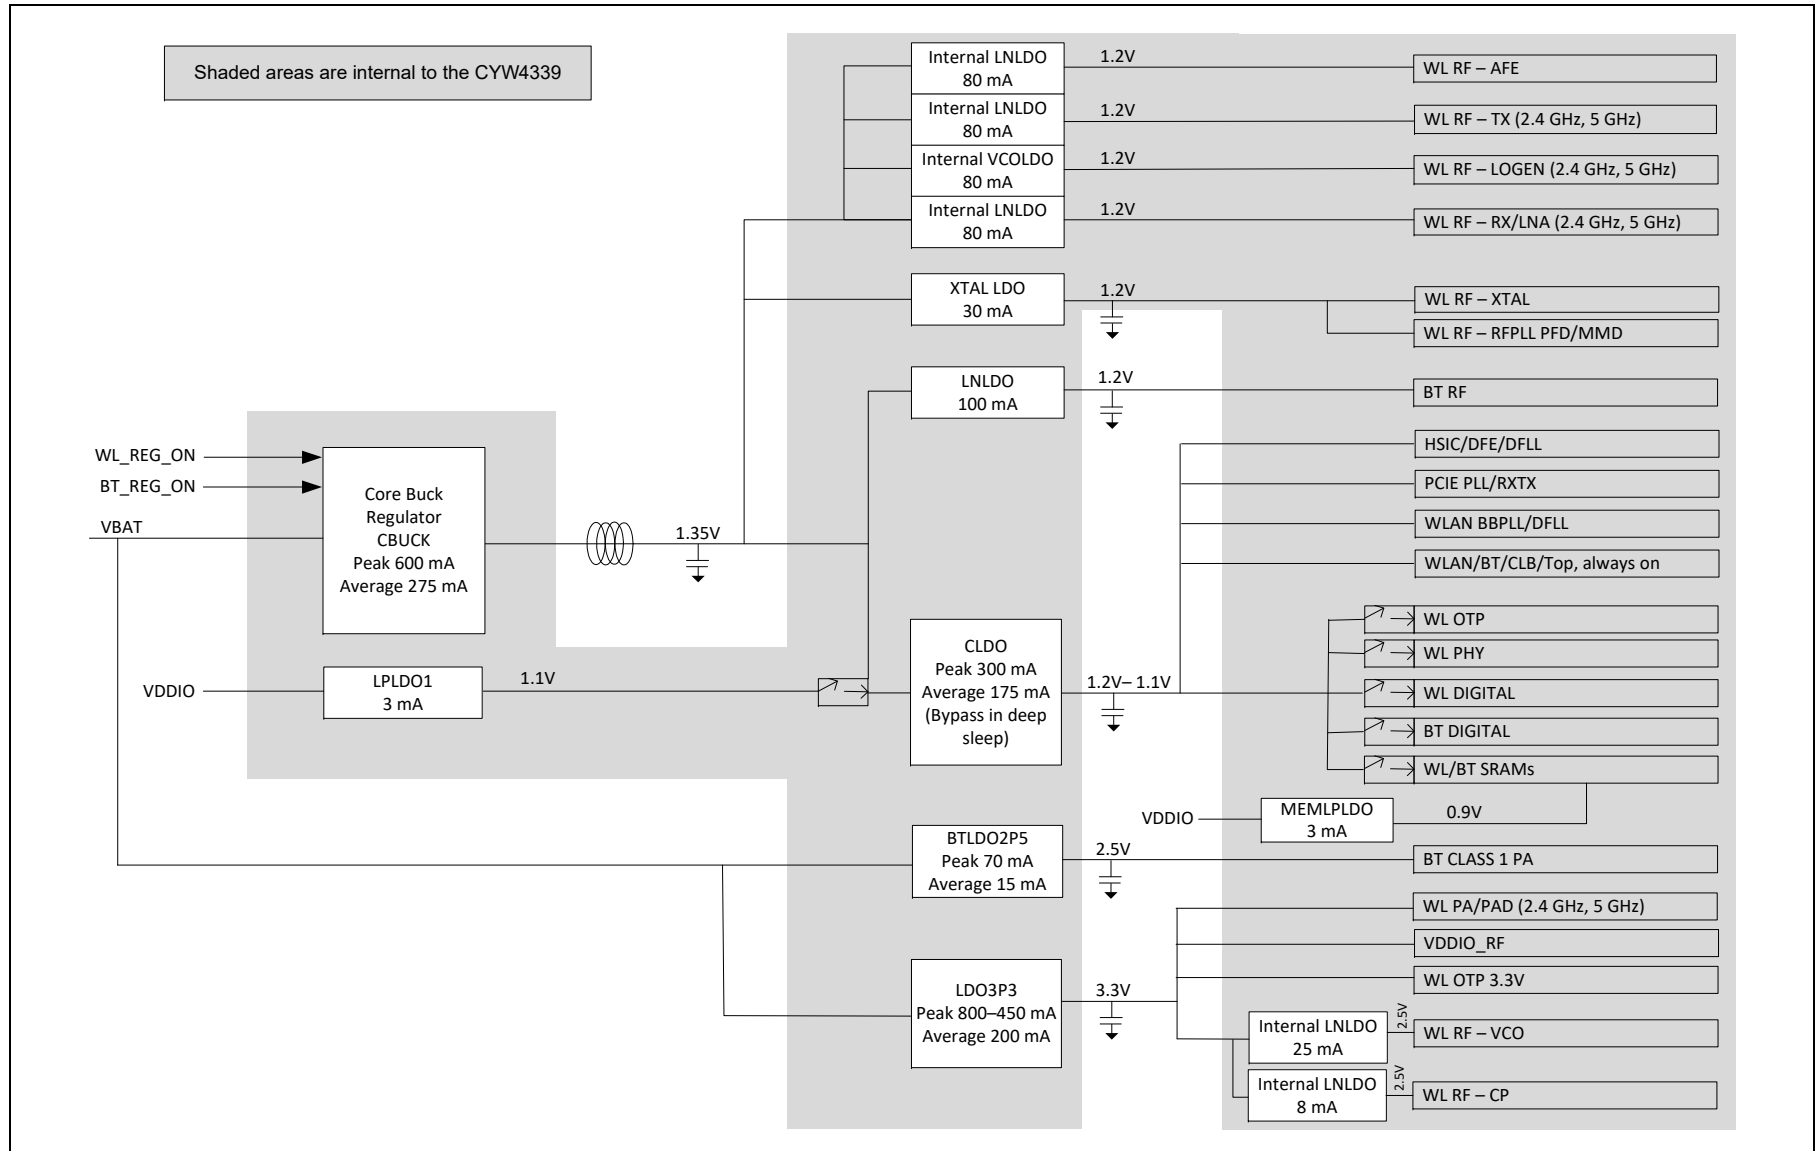 Shaded areas are internal to the CYW4339
Internal LNLDO
80 mA
1.2V
WL RF – AFE
Internal LNLDO
80 mA
1.2V
WL RF – TX (2.4 GHz, 5 GHz)
Internal VCOLDO
80 mA
1.2V
WL RF – LOGEN (2.4 GHz, 5 GHz)
Internal LNLDO
80 mA
1.2V
WL RF – RX/LNA (2.4 GHz, 5 GHz)
XTAL LDO
30 mA
1.2V
WL RF – XTAL
WL RF – RFPLL PFD/MMD
LNLDO
100 mA
1.2V
BT RF
WL_REG_ON
BT_REG_ON
VBAT
Core Buck
Regulator
CBUCK
Peak 600 mA
Average 275 mA
1.35V
HSIC/DFE/DFLL
PCIE PLL/RXTX
WLAN BBPLL/DFLL
WLAN/BT/CLB/Top, always on
VDDIO
LPLDO1
3 mA
1.1V
CLDO
Peak 300 mA
Average 175 mA
(Bypass in deep
sleep)
1.2V– 1.1V
WL OTP
WL PHY
WL DIGITAL
BT DIGITAL
WL/BT SRAMs
VDDIO
MEMLPLDO
3 mA
0.9V
BTLDO2P5
Peak 70 mA
Average 15 mA
2.5V
BT CLASS 1 PA
LDO3P3
Peak 800–450 mA
Average 200 mA
3.3V
WL PA/PAD (2.4 GHz, 5 GHz)
VDDIO_RF
WL OTP 3.3V
Internal LNLDO
25 mA
2.5V
WL RF – VCO
Internal LNLDO
8 mA
2.5V
WL RF – CP